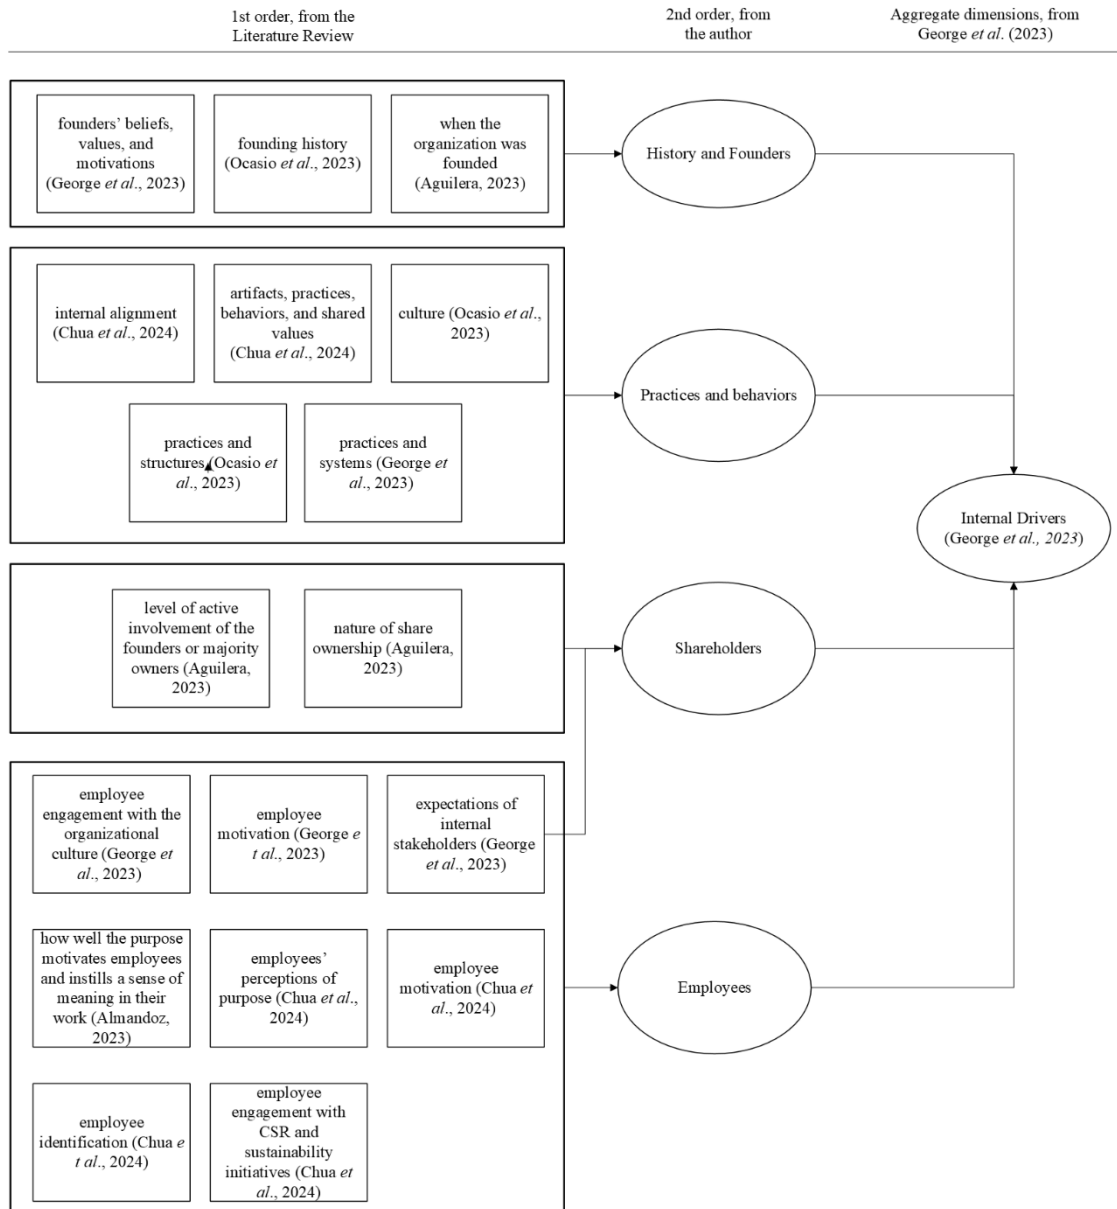 1st order, from the
Literature Review
2nd order, from
the author
Aggregate dimensions, from
George et al. (2023)
founders’ beliefs,
values, and
motivations
(George et al., 2023)
founding history
(Ocasio et al., 2023)
when the
organization was
founded
(Aguilera, 2023)
History and Founders
internal alignment
(Chua et al., 2024)
artifacts, practices,
behaviors, and shared
values
(Chua et al., 2024)
culture (Ocasio et al.,
2023)
practices and
structures (Ocasio et
al., 2023)
practices and
systems (George et
al., 2023)
Practices and behaviors
Internal Drivers
(George et al., 2023)
level of active
involvement of the
founders or majority
owners (Aguilera,
2023)
nature of share
ownership (Aguilera,
2023)
Shareholders
employee
engagement with the
organizational
culture (George et
al., 2023)
employee
motivation (George e
t al., 2023)
expectations of
internal
stakeholders (George
et al., 2023)
how well the purpose
motivates employees
and instills a sense of
meaning in their
work (Almandoz,
2023)
employees’
perceptions of
purpose (Chua et al.,
2024)
employee
motivation (Chua et
al., 2024)
Employees
employee
identification (Chua e
t al., 2024)
employee
engagement with
CSR and
sustainability
initiatives (Chua et
al., 2024)